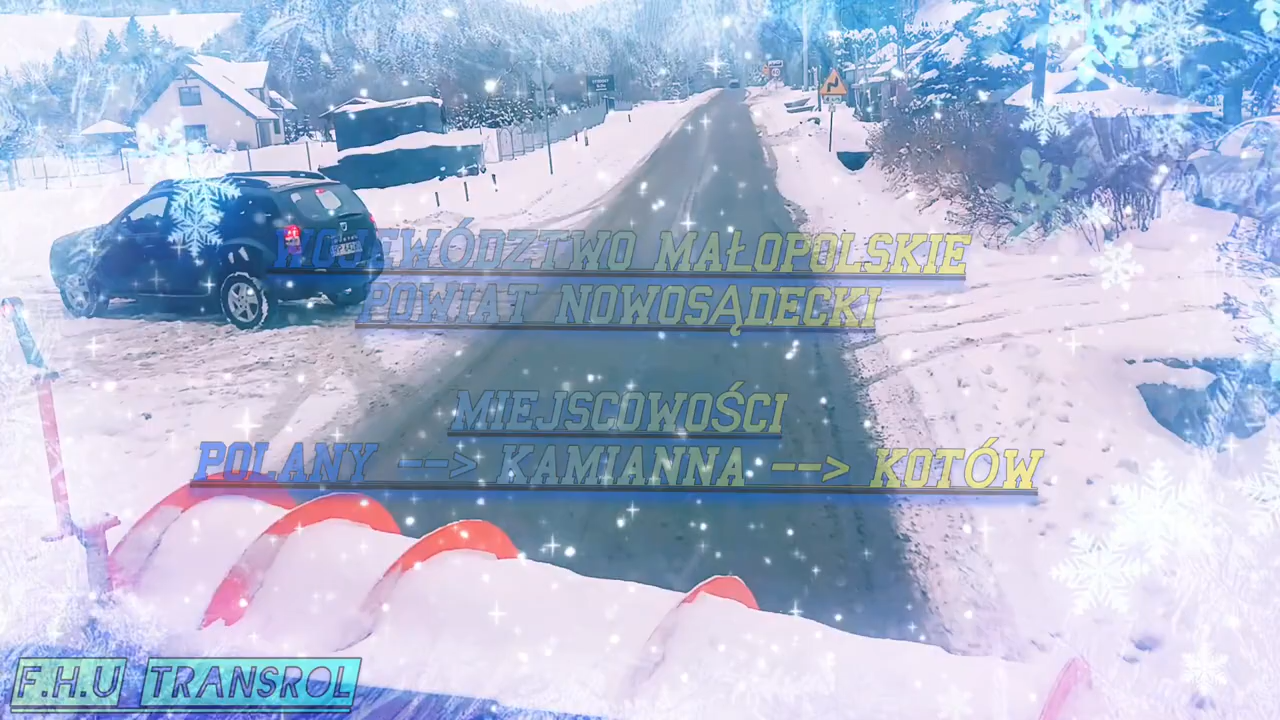 WOJEWÓDZTWO MAŁOPOLSKIE
POWIAT NOWOSĄDECKI
MIEJSCOWOŚCI
POLANY --> KAMIANNA --> KOTÓW
F.H.U TRANSROL